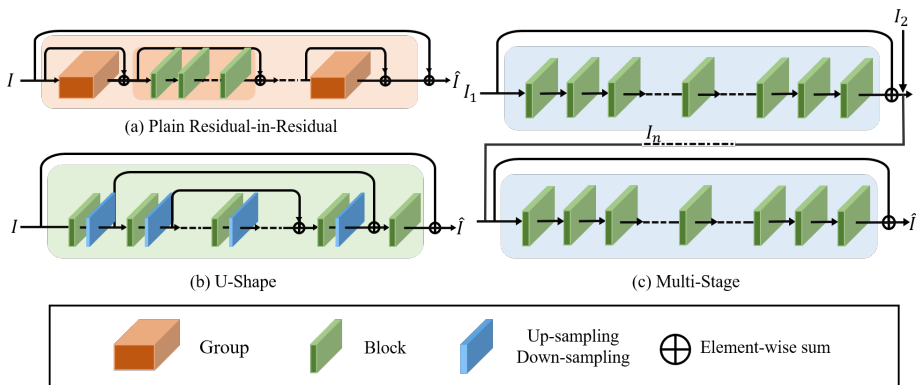 I
Î
(a) Plain Residual-in-Residual
I₂
I₁
Iₙ
I
Î
(b) U-Shape
Î
(c) Multi-Stage
Group
Block
Up-sampling
Down-sampling
Element-wise sum